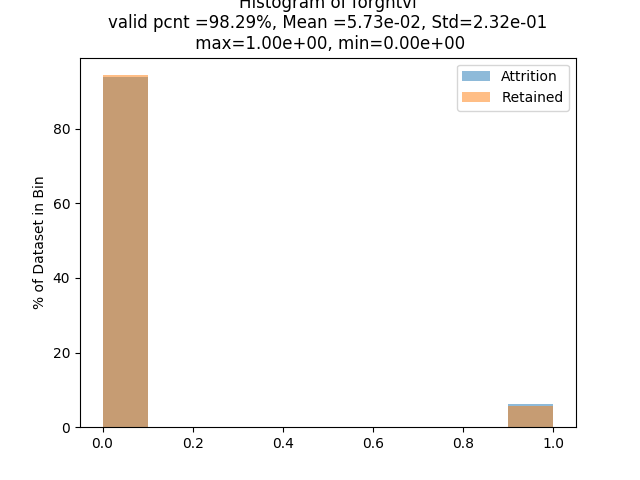 Histogram of forgntvl
valid pcnt =98.29%, Mean =5.73e-02, Std=2.32e-01
max=1.00e+00, min=0.00e+00
Attrition
Retained
% of Dataset in Bin
80
60
40
20
0
0.0 0.2 0.4 0.6 0.8 1.0